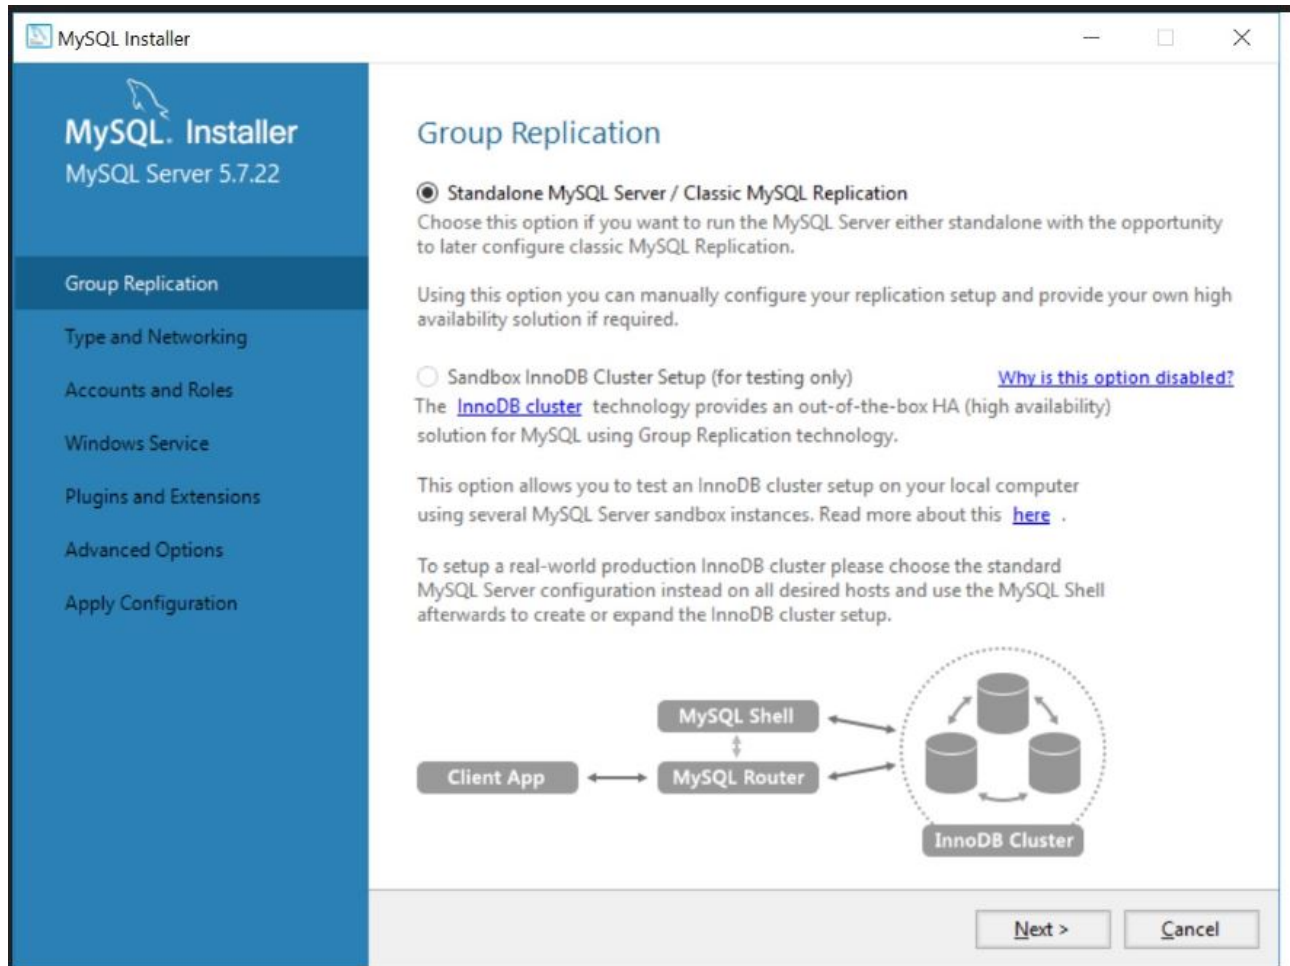 MySQL Installer
MySQL. Installer
MySQL Server 5.7.22
Group Replication
Type and Networking
Accounts and Roles
Windows Service
Plugins and Extensions
Advanced Options
Apply Configuration
Group Replication
Standalone MySQL Server / Classic MySQL Replication
Choose this option if you want to run the MySQL Server either standalone with the opportunity
to later configure classic MySQL Replication.
Using this option you can manually configure your replication setup and provide your own high
availability solution if required.
Sandbox InnoDB Cluster Setup (for testing only) Why is this option disabled?
The InnoDB cluster technology provides an out-of-the-box HA (high availability)
solution for MySQL using Group Replication technology.
This option allows you to test an InnoDB cluster setup on your local computer
using several MySQL Server sandbox instances. Read more about this here .
To setup a real-world production InnoDB cluster please choose the standard
MySQL Server configuration instead on all desired hosts and use the MySQL Shell
afterwards to create or expand the InnoDB cluster setup.
MySQL Shell
Client App
MySQL Router
InnoDB Cluster
Next >
Cancel